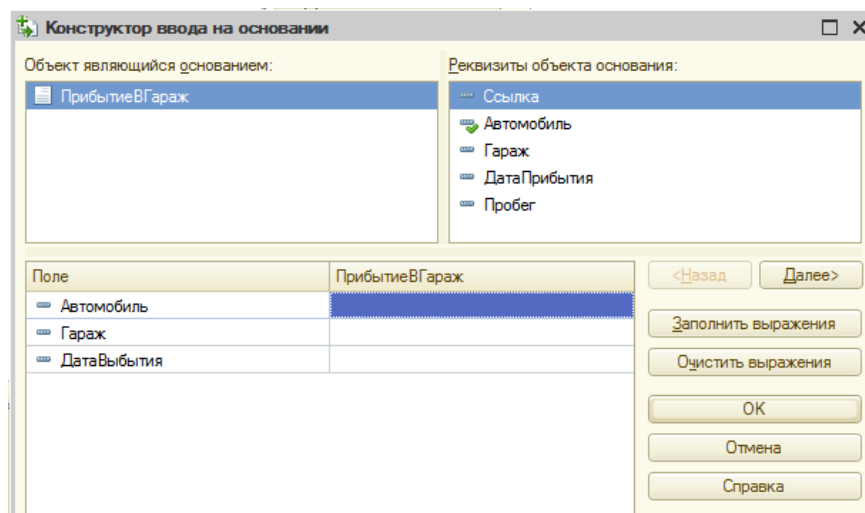 Конструктор ввода на основании
Объект являющийся основанием:
ПрибытиеВГараж
Реквизиты объекта основания:
Ссылка
Автомобиль
Гараж
ДатаПрибытия
Пробег
Поле ПрибытиеВГараж
Автомобиль
Гараж
ДатаВыбытия
<Назад Далее>
Заполнить выражения
Очистить выражения
OK
Отмена
Справка